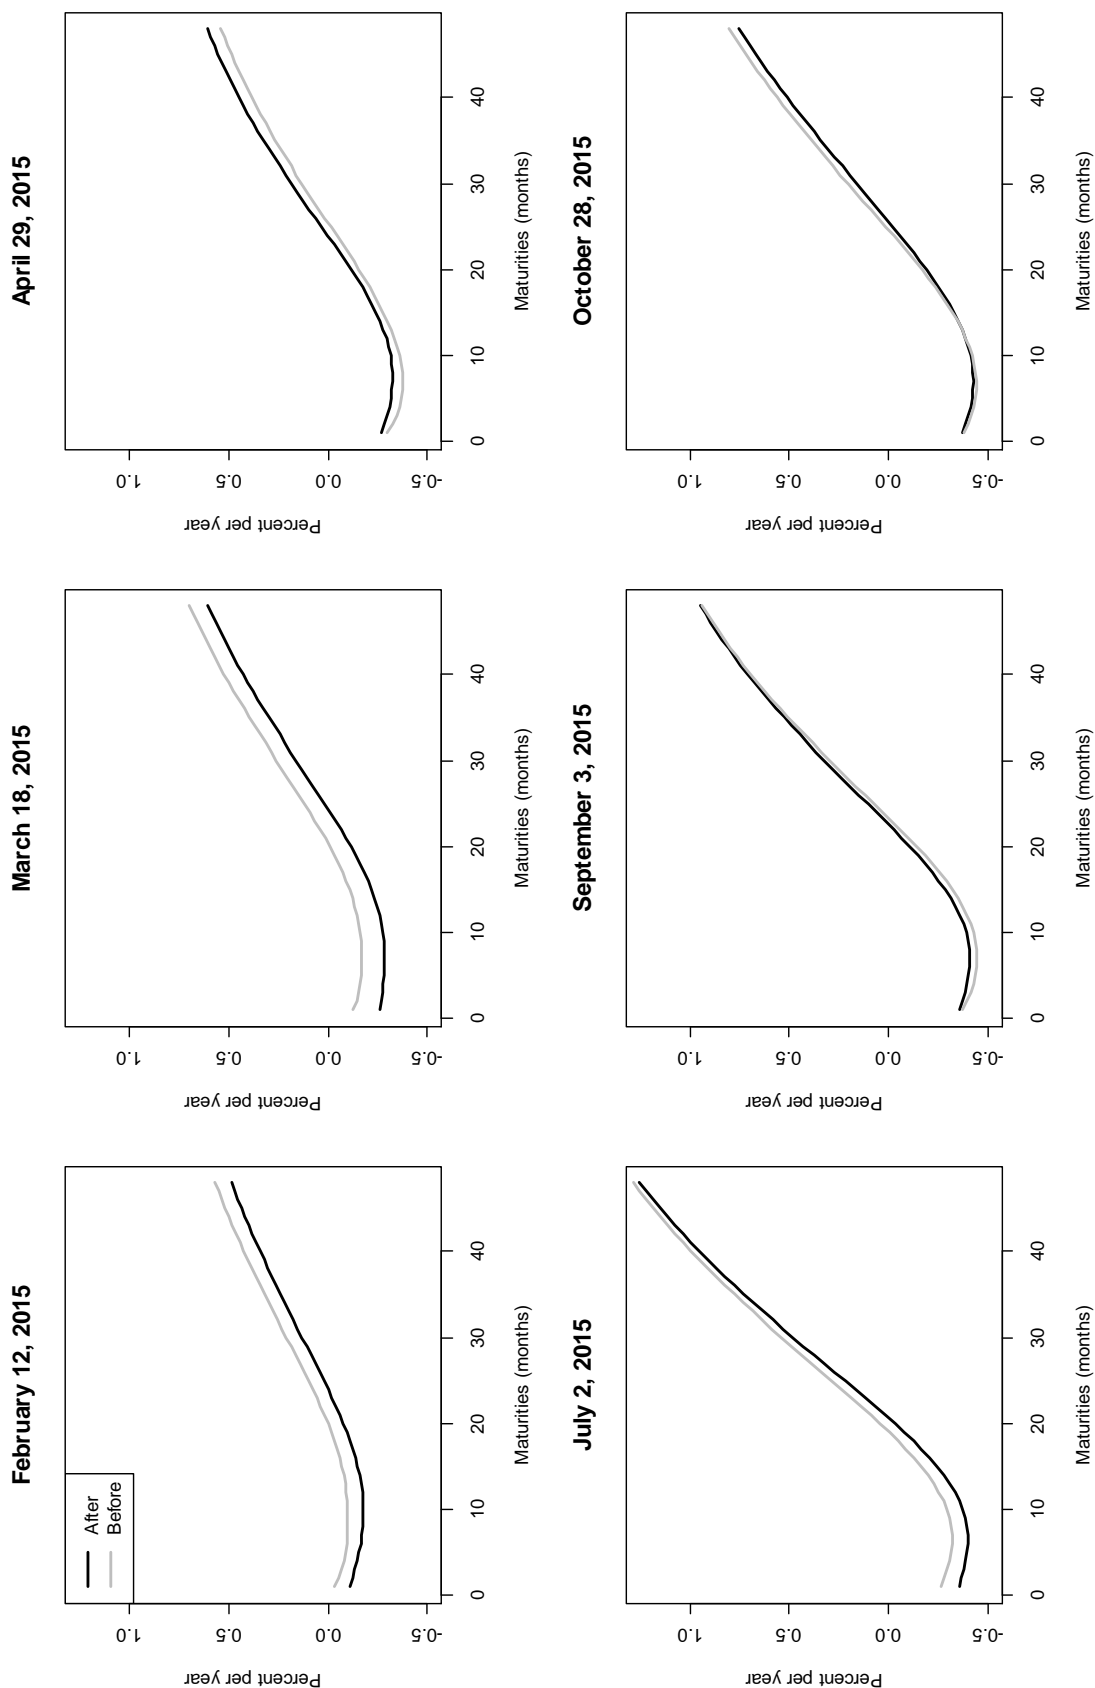 February 12, 2015
After
Before
Percent per year
-0.5 0.0 0.5 1.0
0 10 20 30 40
Maturities (months)
March 18, 2015
Percent per year
-0.5 0.0 0.5 1.0
0 10 20 30 40
Maturities (months)
April 29, 2015
Percent per year
-0.5 0.0 0.5 1.0
0 10 20 30 40
Maturities (months)
July 2, 2015
Percent per year
-0.5 0.0 0.5 1.0
0 10 20 30 40
Maturities (months)
September 3, 2015
Percent per year
-0.5 0.0 0.5 1.0
0 10 20 30 40
Maturities (months)
October 28, 2015
Percent per year
-0.5 0.0 0.5 1.0
0 10 20 30 40
Maturities (months)